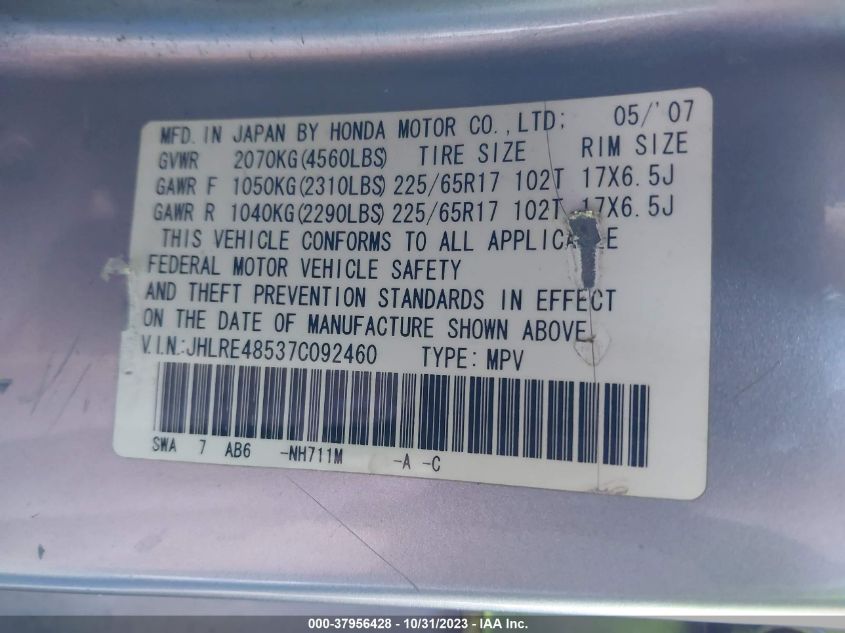 MFD. IN JAPAN BY HONDA MOTOR CO., LTD; 05/'07
GVWR 2070KG(4560LBS) TIRE SIZE RIM SIZE
GAWR F 1050KG(2310LBS) 225/65R17 102T 17X6.5J
GAWR R 1040KG(2290LBS) 225/65R17 102T 17X6.5J
THIS VEHICLE CONFORMS TO ALL APPLICABLE
FEDERAL MOTOR VEHICLE SAFETY
AND THEFT PREVENTION STANDARDS IN EFFECT
ON THE DATE OF MANUFACTURE SHOWN ABOVE.
V.I.N.:JHLRE48537C092460 TYPE: MPV
SWA 7 AB6 -NH711M -A -C
000-37956428 - 10/31/2023 - IAA Inc.